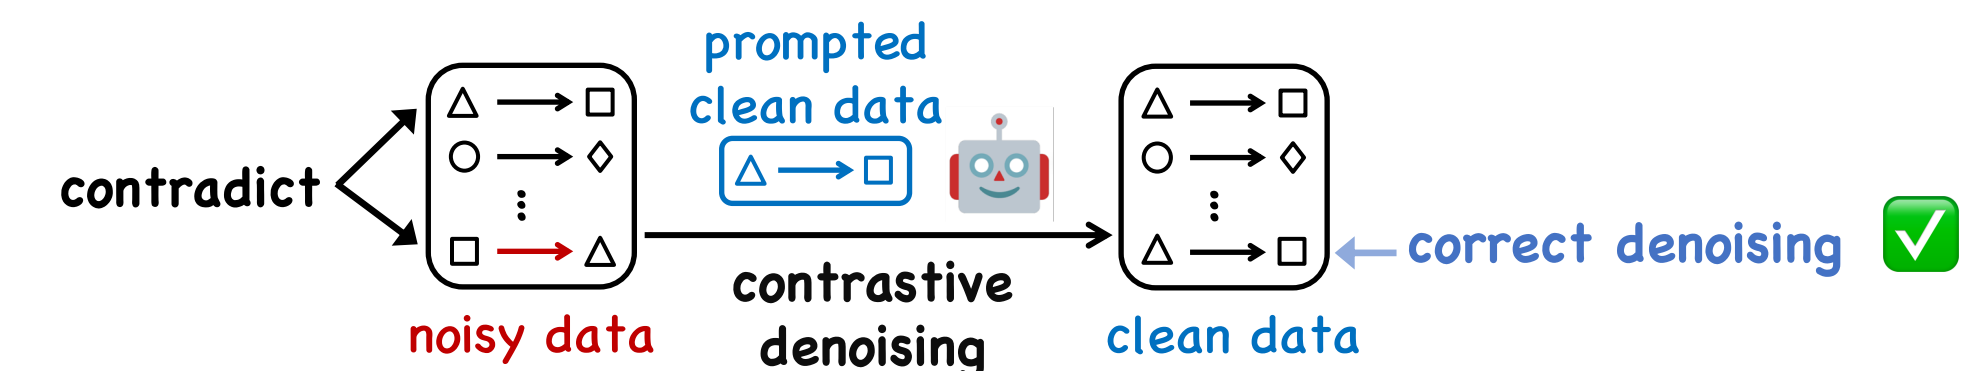 prompted
clean data
contradict
noisy data
contrastive
denoising
clean data
correct denoising